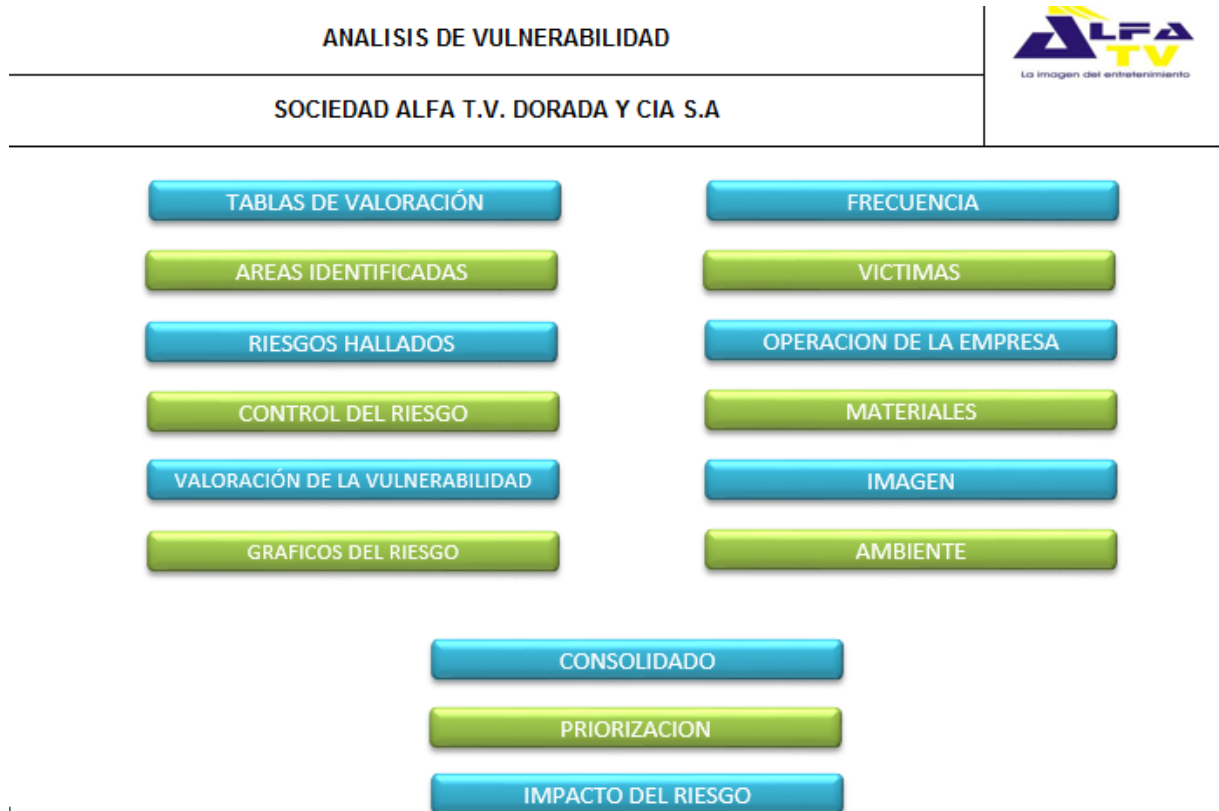 ANALISIS DE VULNERABILIDAD
ALFA
TV
La imagen del entretenimiento
SOCIEDAD ALFA T.V. DORADA Y CIA S.A
TABLAS DE VALORACIÓN
FRECUENCIA
AREAS IDENTIFICADAS
VICTIMAS
RIESGOS HALLADOS
OPERACION DE LA EMPRESA
CONTROL DEL RIESGO
MATERIALES
VALORACIÓN DE LA VULNERABILIDAD
IMAGEN
GRAFICOS DEL RIESGO
AMBIENTE
CONSOLIDADO
PRIORIZACION
IMPACTO DEL RIESGO